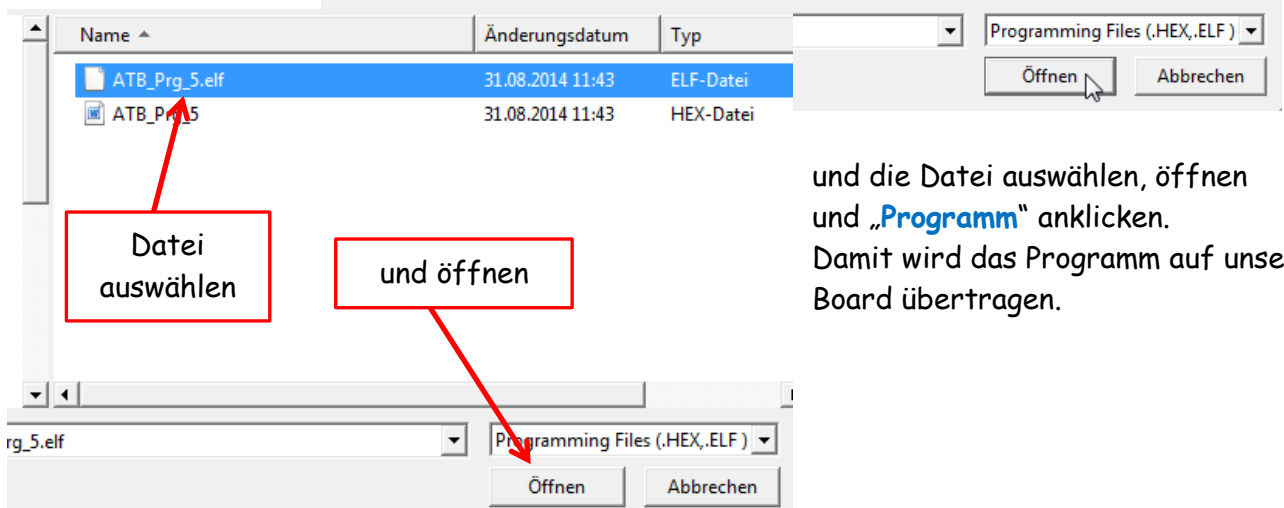 Name Änderungsdatum Typ
ATB_Prg_5.elf 31.08.2014 11:43 ELF-Datei
ATB_Prg_5 31.08.2014 11:43 HEX-Datei
Datei
auswählen
und öffnen
rg_5.elf Programming Files (.HEX,.ELF )
Öffnen Abbrechen
Programming Files (.HEX,.ELF )
Öffnen Abbrechen
und die Datei auswählen, öffnen
und „Programm“ anklicken.
Damit wird das Programm auf unse
Board übertragen.